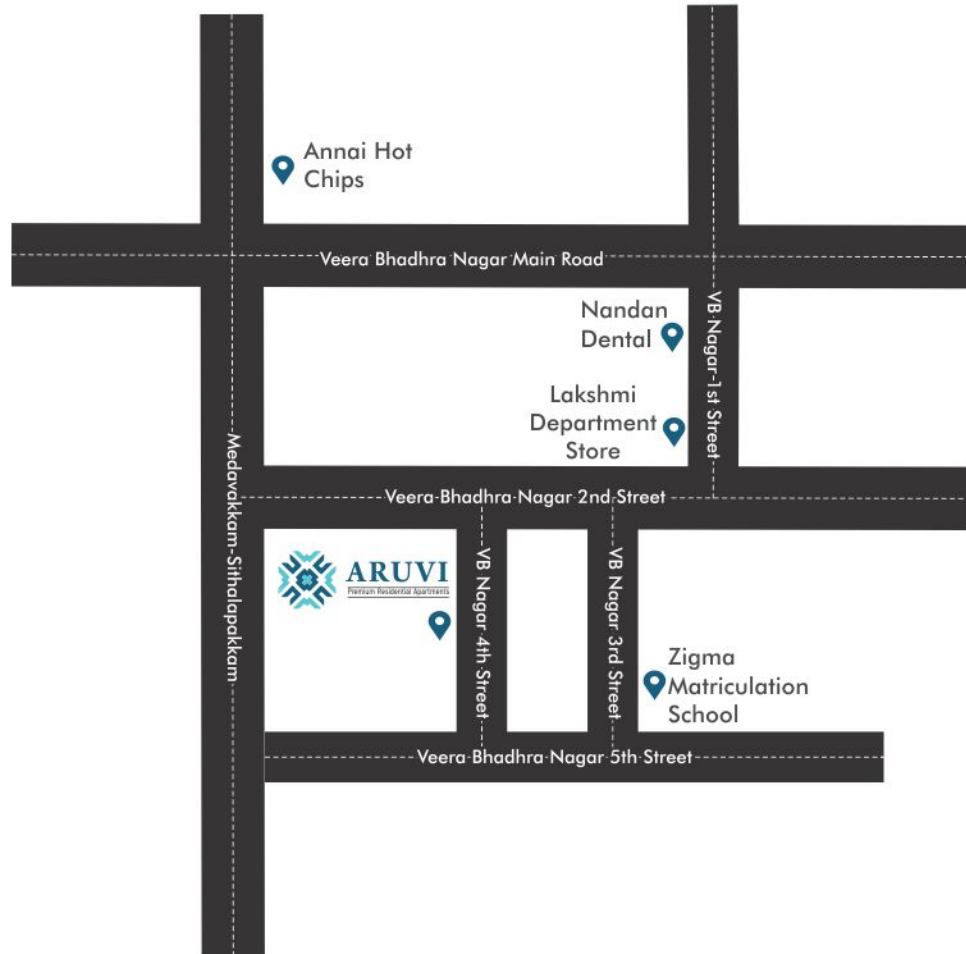 Annai Hot
Chips
Veera Bhadhra Nagar Main Road
Nandan
Dental
VB Nagar 1st Street
Lakshmi
Department
Store
Medavakkam-Sithalapakkam
Veera Bhadhra Nagar 2nd Street
ARUVI
Premium Residential Apartments
VB Nagar 4th Street
VB Nagar 3rd Street
Zigma
Matriculation
School
Veera Bhadhra Nagar 5th Street